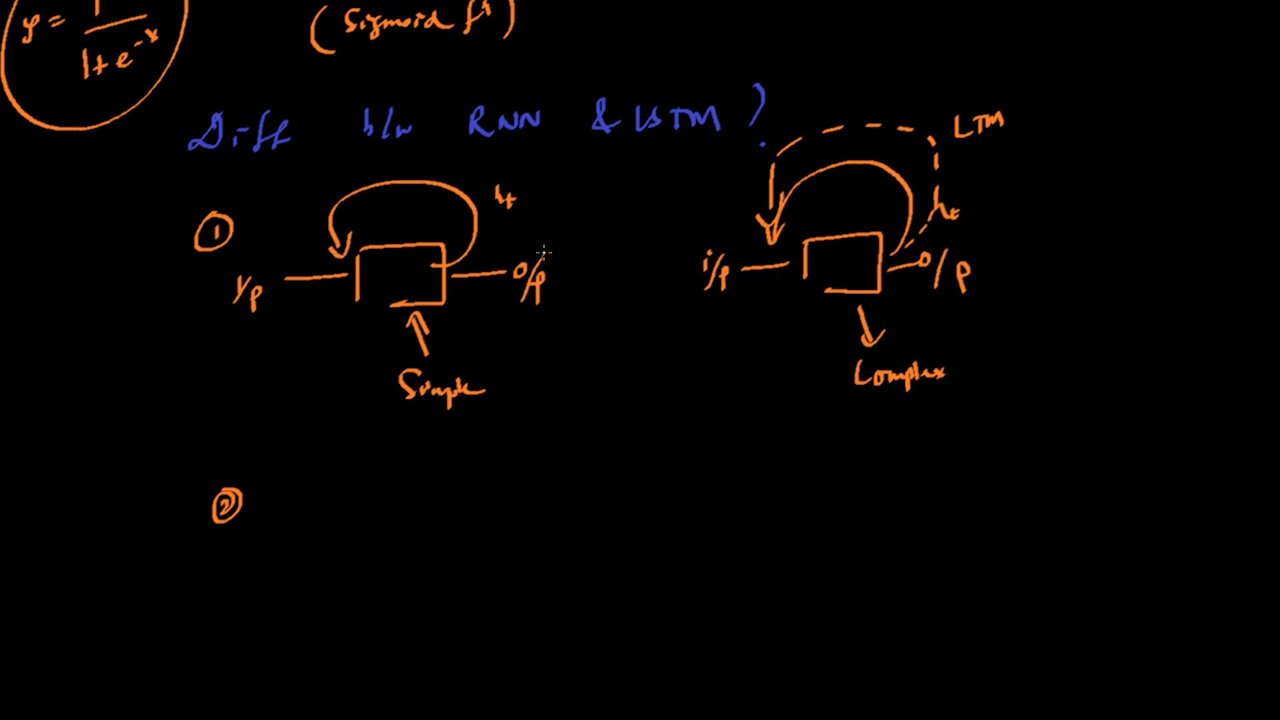 y = 1 / 1+e^-x (Sigmoid fn)
Diff b/w RNN & LSTM ?
LTM
① ht ht
I/p O/p i/p O/p
Simple Complex
②